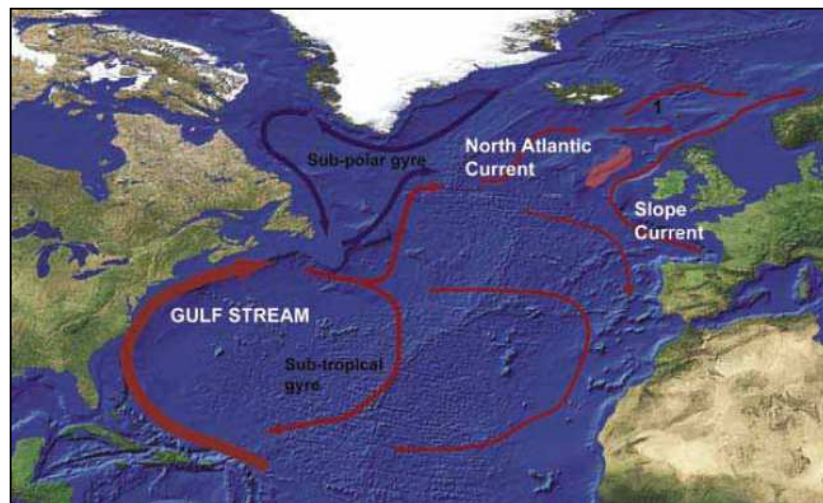 1
Sub-polar gyre
North Atlantic
Current
Slope
Current
GULF STREAM
Sub-tropical
gyre